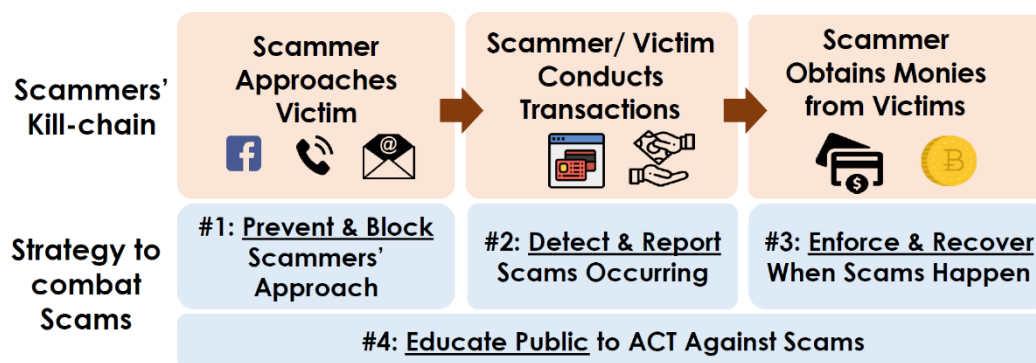 Scammers'
Kill-chain
Scammer
Approaches
Victim
Scammer/ Victim
Conducts
Transactions
Scammer
Obtains Monies
from Victims
Strategy to
combat
Scams
#1: Prevent & Block
Scammers'
Approach
#2: Detect & Report
Scams Occurring
#3: Enforce & Recover
When Scams Happen
#4: Educate Public to ACT Against Scams